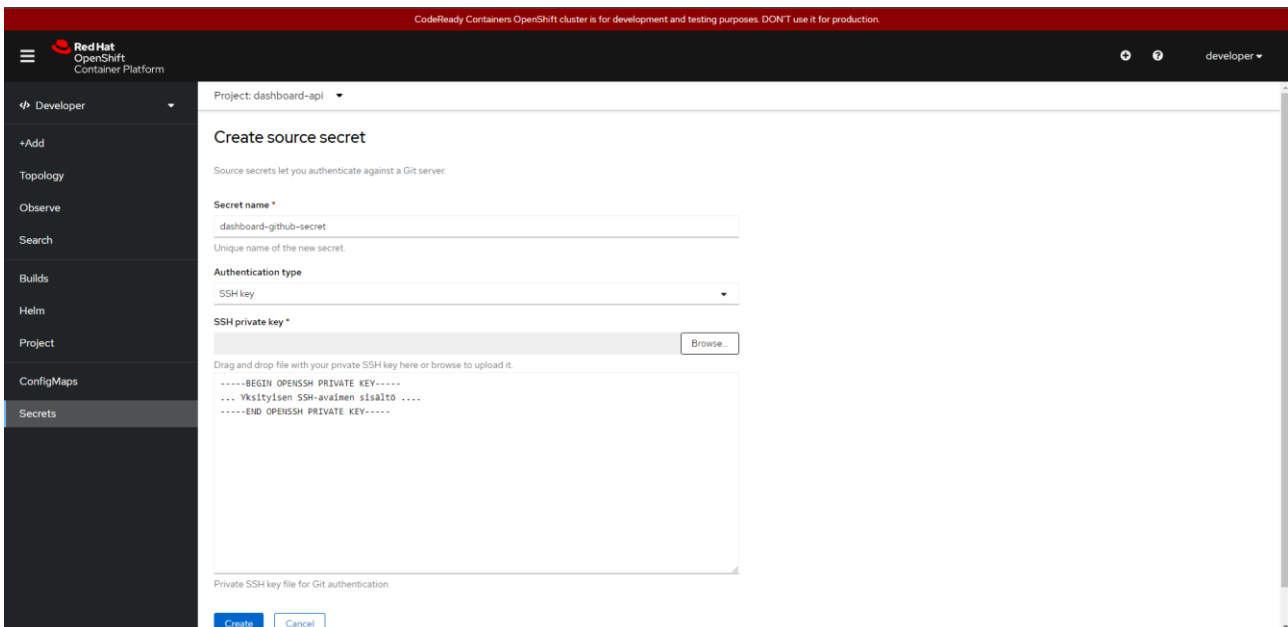 CodeReady Containers OpenShift cluster is for development and testing purposes. DON'T use it for production.
Red Hat
OpenShift
Container Platform
developer
Developer
Project: dashboard-api
+Add
Topology
Observe
Search
Builds
Helm
Project
ConfigMaps
Secrets
Create source secret
Source secrets let you authenticate against a Git server.
Secret name *
dashboard-github-secret
Unique name of the new secret.
Authentication type
SSH key
SSH private key *
Browse...
Drag and drop file with your private SSH key here or browse to upload it.
-----BEGIN OPENSSH PRIVATE KEY-----
... Yksityisen SSH-avaimen sisältö ....
-----END OPENSSH PRIVATE KEY-----
Private SSH key file for Git authentication.
Create
Cancel